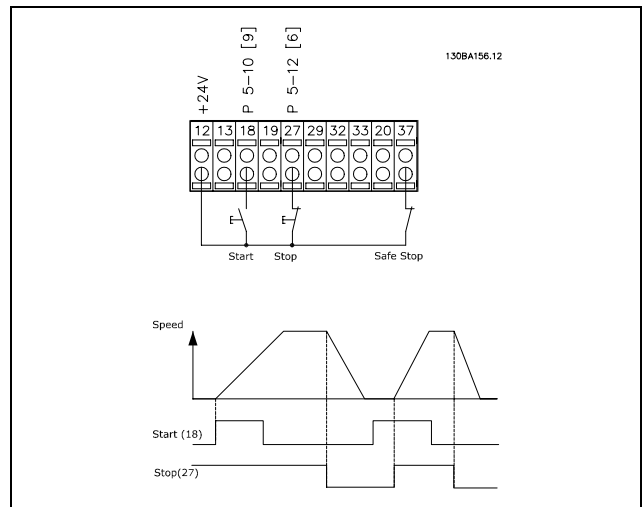 130BA156.12
+24V
P 5-10 [9]
P 5-12 [6]
12 13 18 19 27 29 32 33 20 37
Start Stop Safe Stop
Speed
Start (18)
Stop(27)